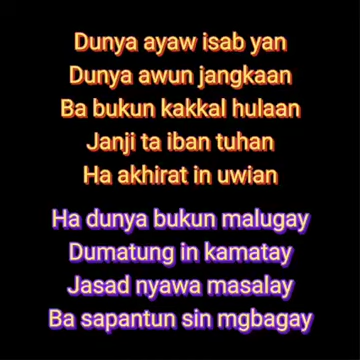 Dunya ayaw isab yan
Dunya awun jangkaan
Ba bukun kakkal hulaan
Janji ta iban tuhan
Ha akhirat in uwian
Ha dunya bukun malugay
Dumatung in kamatay
Jasad nyawa masalay
Ba sapantun sin mgbagay